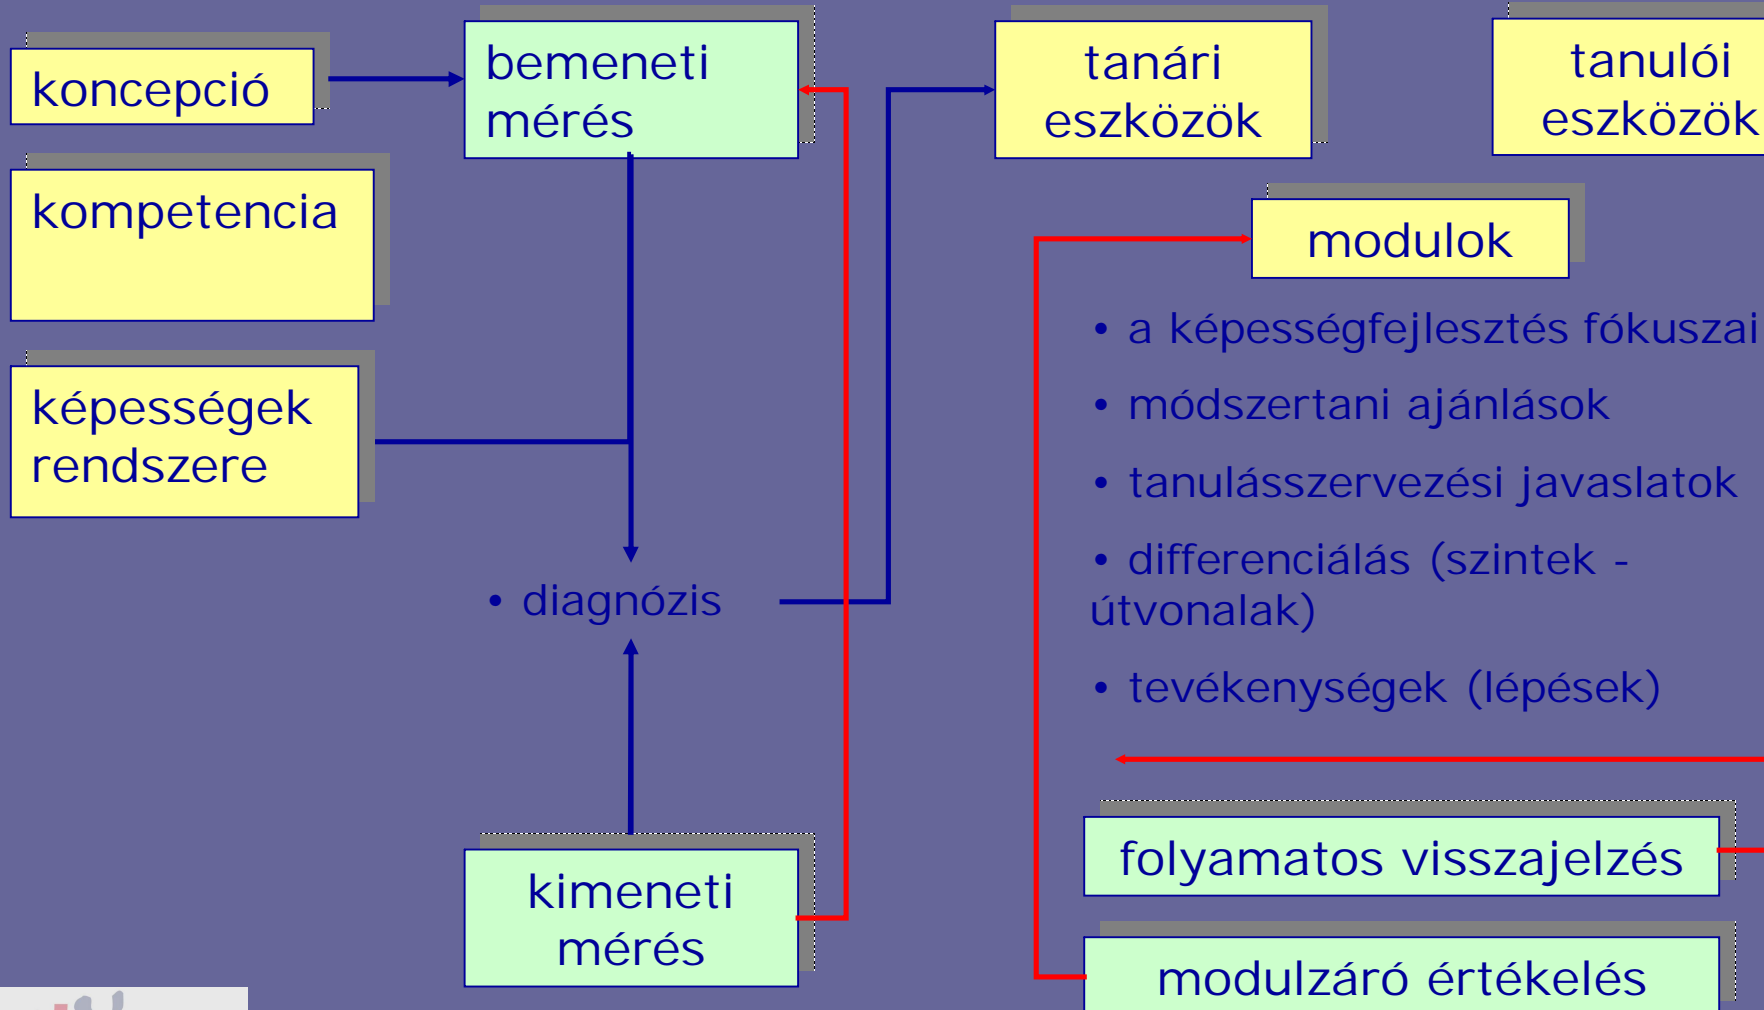 koncepció
kompetencia
képességek
rendszere
bemeneti
mérés
• diagnózis
kimeneti
mérés
tanári
eszközök
tanulói
eszközök
modulok
• a képességfejlesztés fókuszai
• módszertani ajánlások
• tanulásszervezési javaslatok
• differenciálás (szintek -
útvonalak)
• tevékenységek (lépések)
folyamatos visszajelzés
modulzáró értékelés